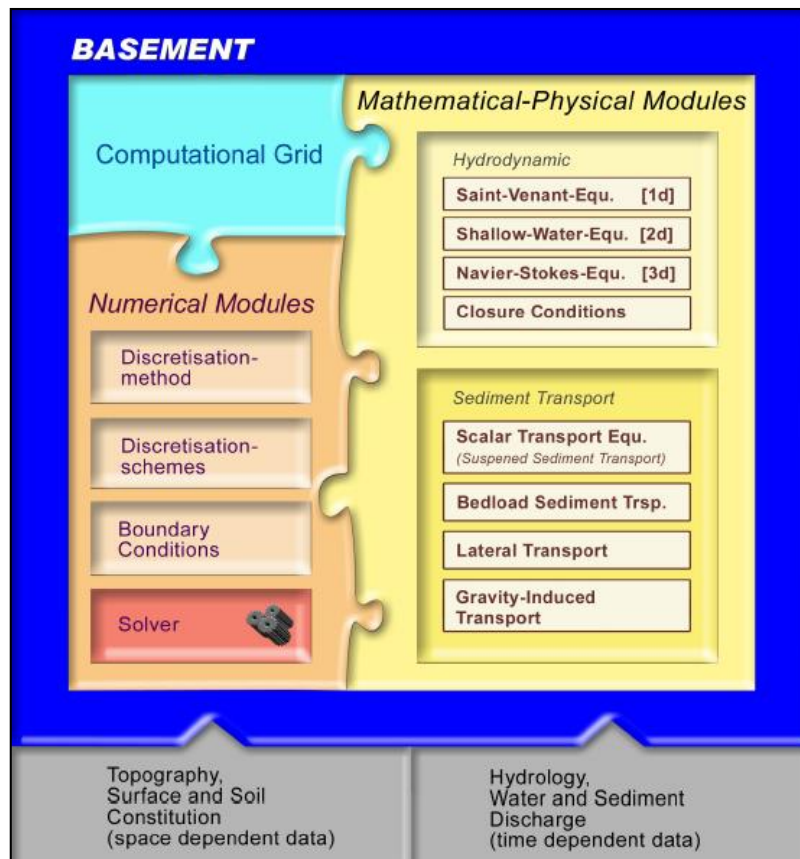 BASEMENT
Computational Grid
Numerical Modules
Discretisation-
method
Discretisation-
schemes
Boundary
Conditions
Solver
Mathematical-Physical Modules
Hydrodynamic
Saint-Venant-Equ. [1d]
Shallow-Water-Equ. [2d]
Navier-Stokes-Equ. [3d]
Closure Conditions
Sediment Transport
Scalar Transport Equ.
(Suspened Sediment Transport)
Bedload Sediment Trsp.
Lateral Transport
Gravity-Induced
Transport
Topography,
Surface and Soil
Constitution
(space dependent data)
Hydrology,
Water and Sediment
Discharge
(time dependent data)